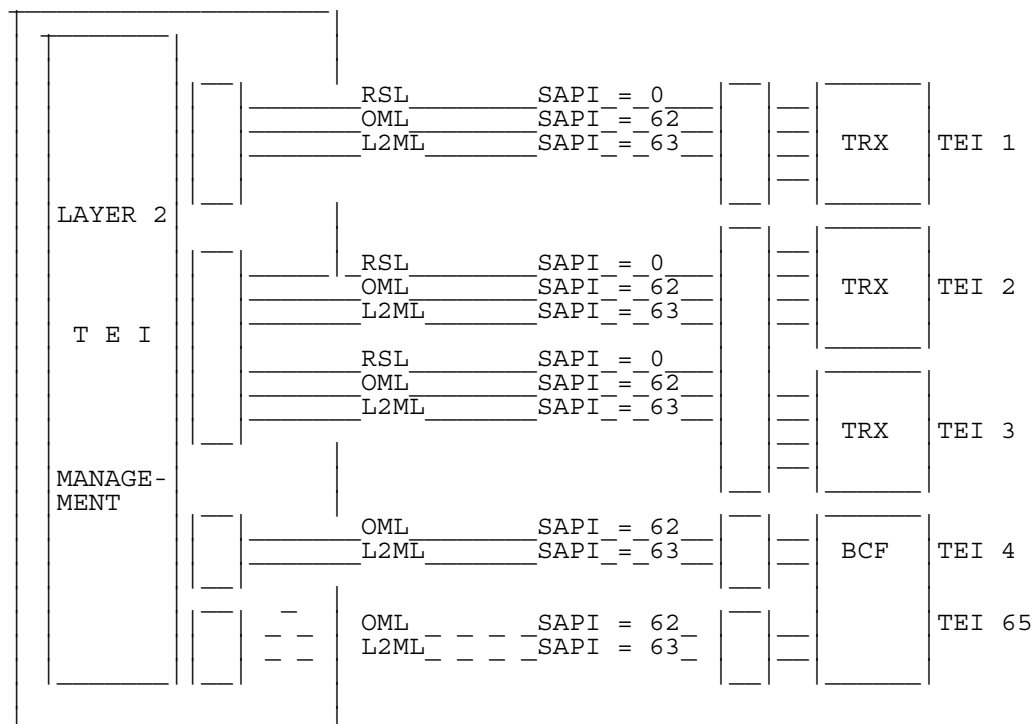 RSL SAPI = 0
OML SAPI = 62
L2ML SAPI = 63 TRX TEI 1
LAYER 2
RSL SAPI = 0
OML SAPI = 62 TRX TEI 2
L2ML SAPI = 63
T E I
RSL SAPI = 0
OML SAPI = 62
L2ML SAPI = 63
TRX TEI 3
MANAGE-
MENT
OML SAPI = 62
L2ML SAPI = 63 BCF TEI 4
OML SAPI = 62 TEI 65
L2ML SAPI = 63